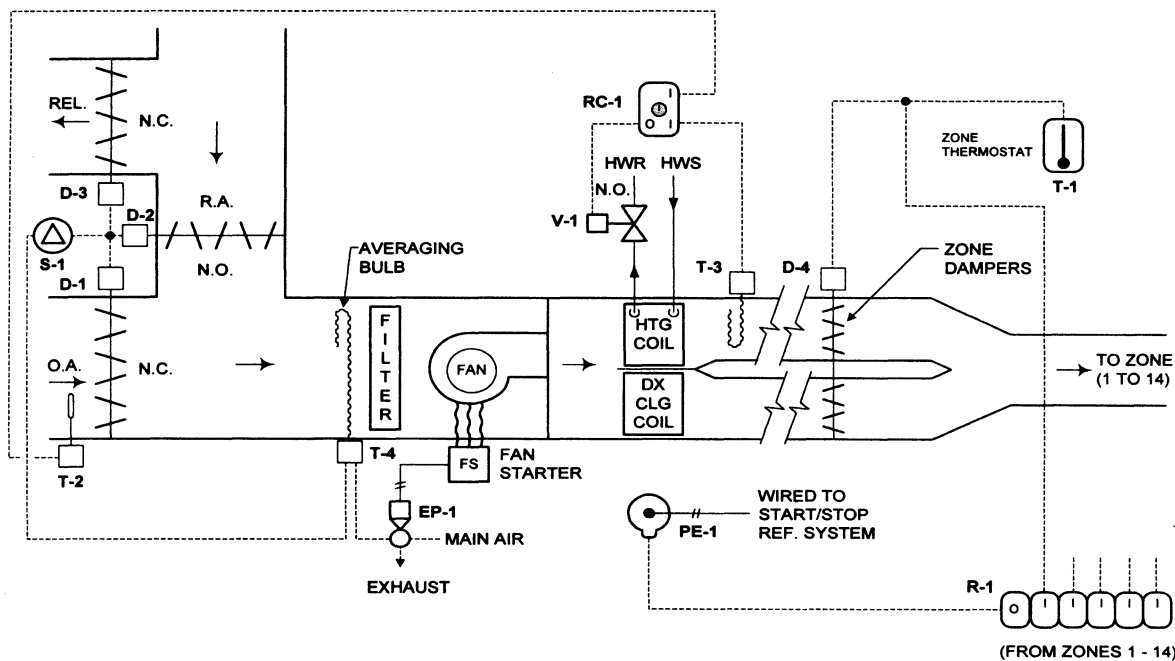 RC-1
I
O I
REL.
N.C.
ZONE
THERMOSTAT
T-1
HWR HWS
N.O.
D-3
D-2
R.A.
V-1
S-1
N.O.
D-1
AVERAGING
BULB
T-3
D-4
ZONE
DAMPERS
O.A.
N.C.
FILTER
FAN
HTG
COIL
DX
CLG
COIL
TO ZONE
(1 TO 14)
T-2
T-4
FS
FAN
STARTER
EP-1
MAIN AIR
EXHAUST
PE-1
WIRED TO
START/STOP
REF. SYSTEM
R-1
O I I I I I
(FROM ZONES 1 - 14)